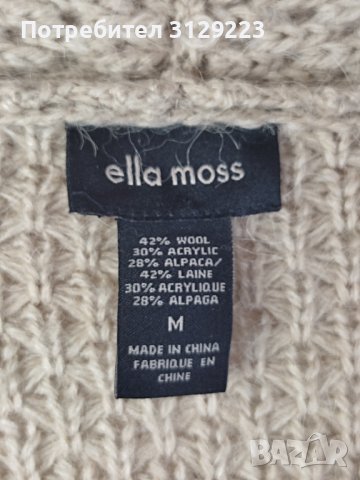 Потребител 3129223
ella moss
42% WOOL
30% ACRYLIC
28% ALPACA/
42% LAINE
30% ACRYLIQUE
28% ALPAGA
M
MADE IN CHINA
FABRIQUE EN
CHINE
BAZAR